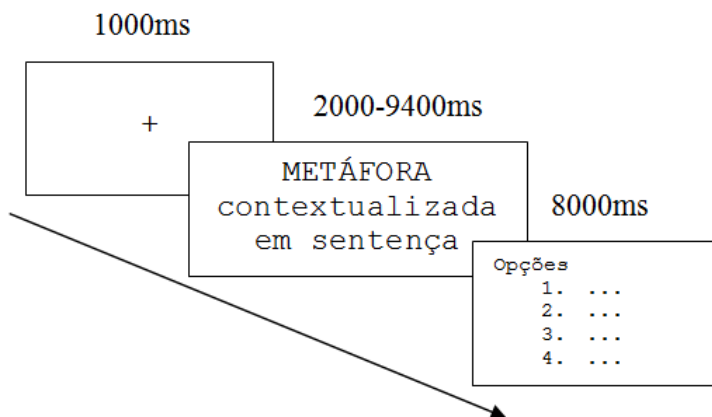 1000ms
+
2000-9400ms
METÁFORA
contextualizada
em sentença
8000ms
Opções
1. ...
2. ...
3. ...
4. ...